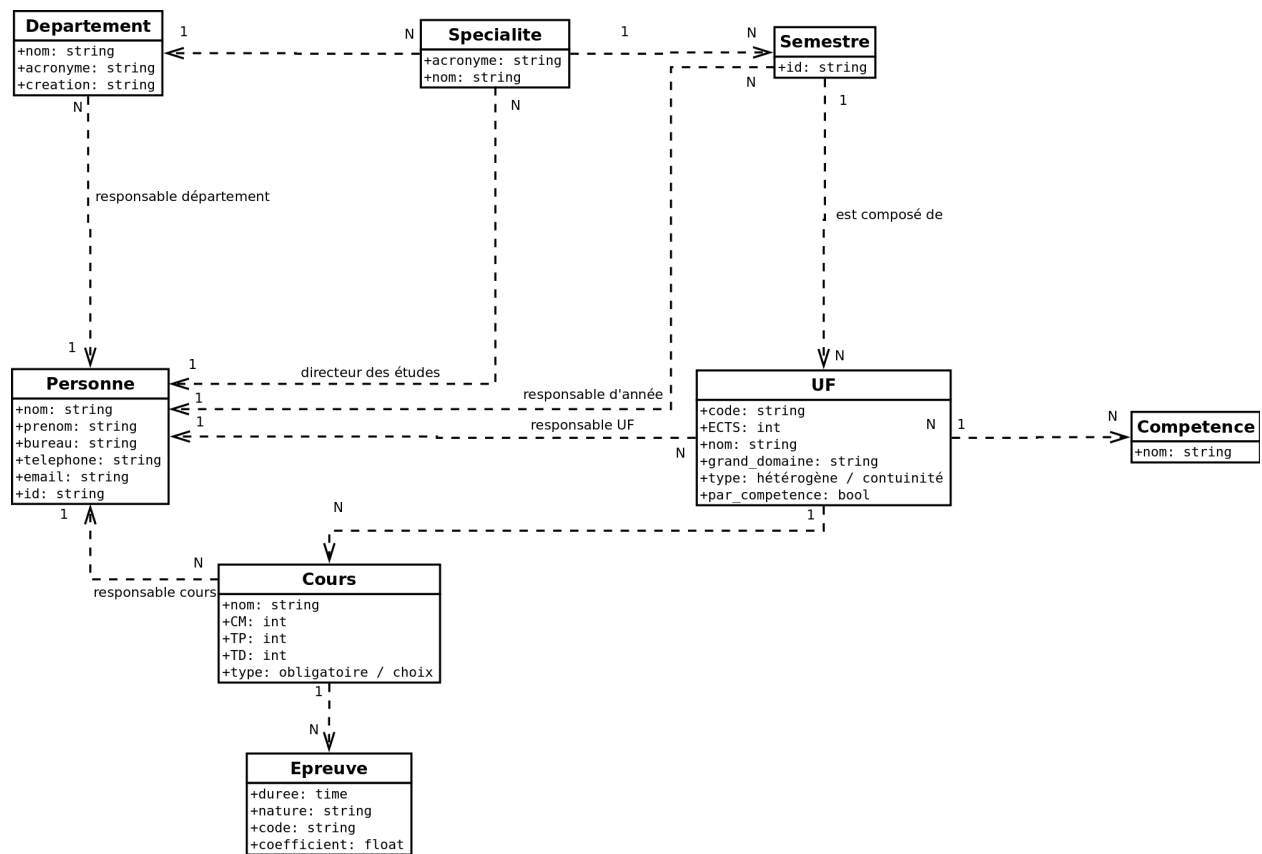 Departement
+nom: string
+acronyme: string
+creation: string
1
N
Specialite
+acronyme: string
+nom: string
1
N
Semestre
+id: string
N
N
N
1
responsable département
est composé de
1
1
N
directeur des études
1
responsable d'année
1
responsable UF
N
Personne
+nom: string
+prenom: string
+bureau: string
+telephone: string
+email: string
+id: string
UF
+code: string
+ECTS: int
+nom: string
+grand_domaine: string
+type: hétérogène / contuinité
+par_competence: bool
N
1
N
Competence
+nom: string
1
N
1
N
responsable cours
Cours
+nom: string
+CM: int
+TP: int
+TD: int
+type: obligatoire / choix
1
N
Epreuve
+duree: time
+nature: string
+code: string
+coefficient: float